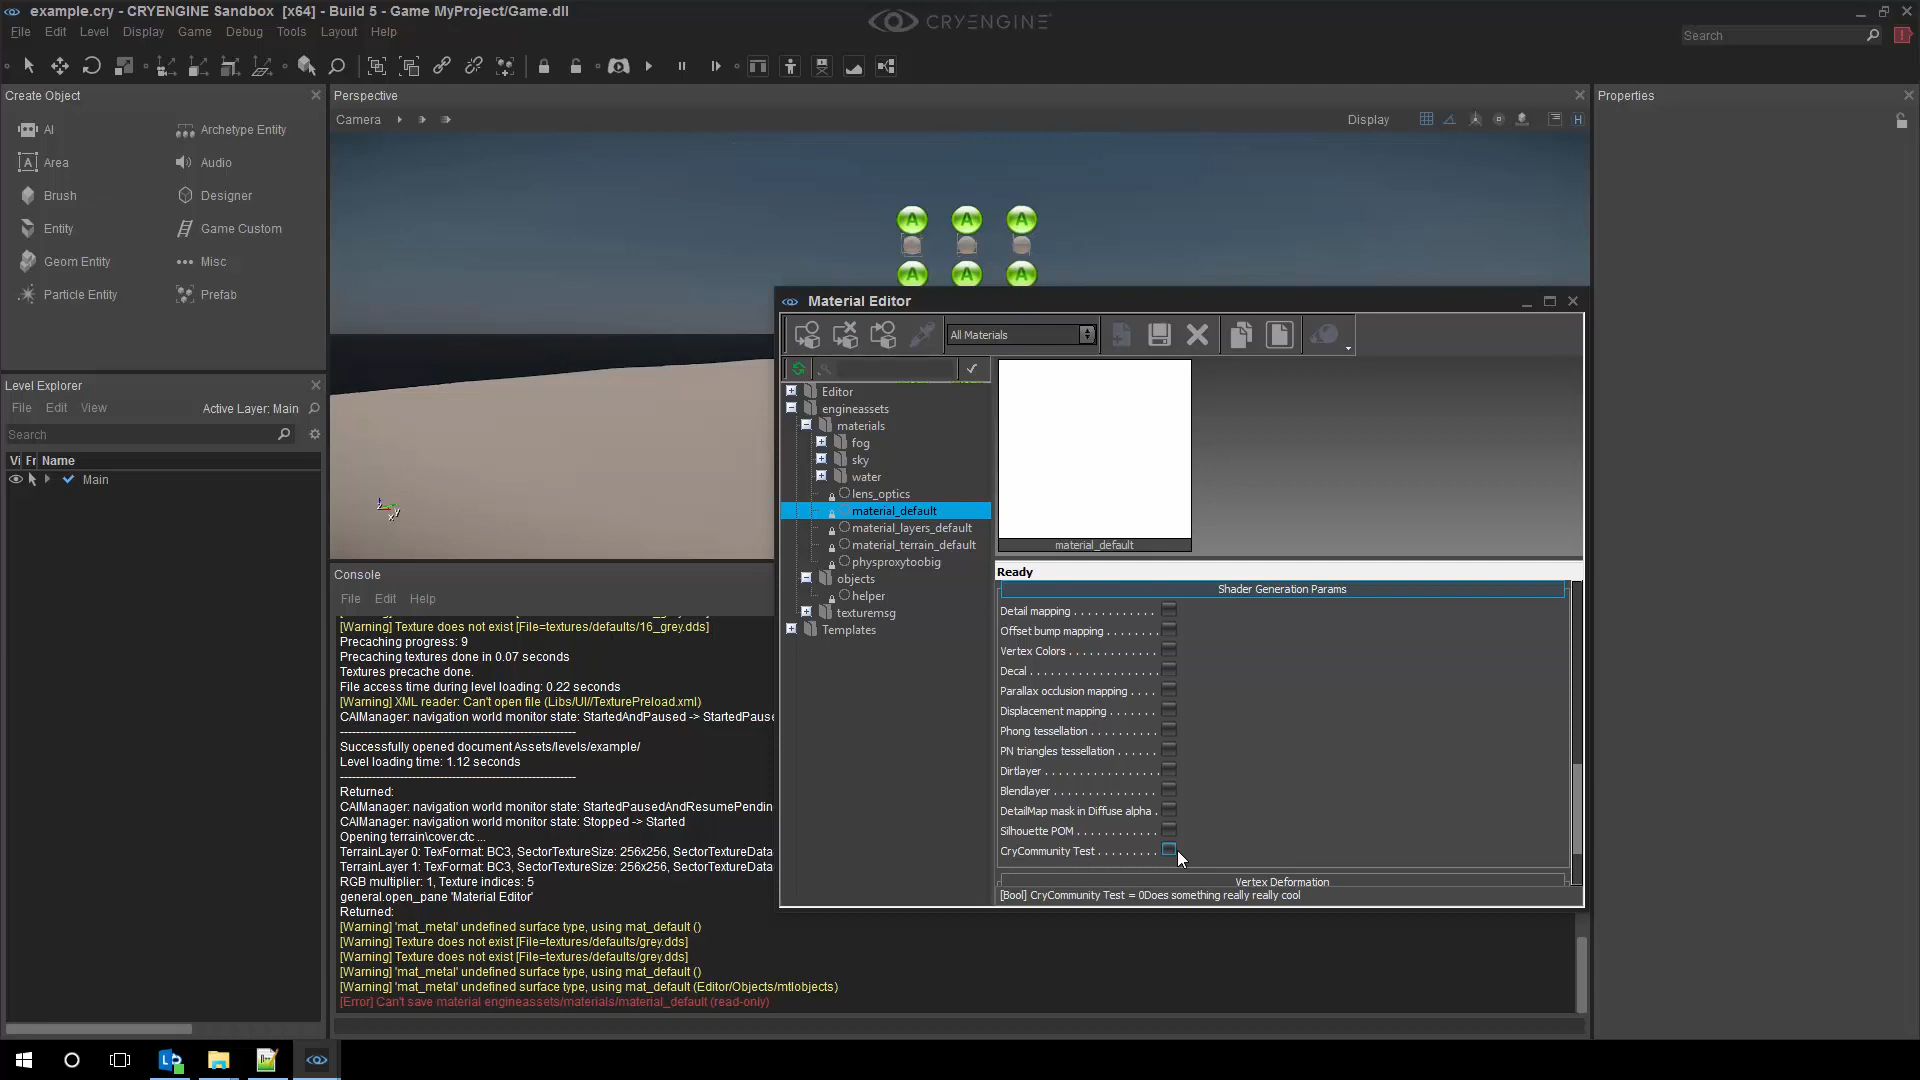 example.cry - CRYENGINE Sandbox [x64] - Build 5 - Game MyProject/Game.dll
CRYENGINE
File Edit Level Display Game Debug Tools Layout Help
Search
Create Object
AI
Archetype Entity
Area
Audio
Brush
Designer
Entity
Game Custom
Geom Entity
Misc
Particle Entity
Prefab
Level Explorer
File Edit View
Active Layer: Main
Search
Vi Fr Name
Main
Perspective
Camera
Display
H
A A A
A A A
z y x
Properties
Console
File Edit Help
[Warning] Texture does not exist [File=textures/defaults/16_grey.dds]
Precaching progress: 9
Precaching textures done in 0.07 seconds
Textures precache done.
File access time during level loading: 0.22 seconds
[Warning] XML reader: Can't open file (Libs/UI//TexturePreload.xml)
CAIManager: navigation world monitor state: StartedAndPaused -> StartedPause
------------------------------------------------------------
Successfully opened document Assets/levels/example/
Level loading time: 1.12 seconds
------------------------------------------------------------
Returned:
CAIManager: navigation world monitor state: StartedPausedAndResumePendin
CAIManager: navigation world monitor state: Stopped -> Started
Opening terrain\cover.ctc ...
TerrainLayer 0: TexFormat: BC3, SectorTextureSize: 256x256, SectorTextureData
TerrainLayer 1: TexFormat: BC3, SectorTextureSize: 256x256, SectorTextureData
RGB multiplier: 1, Texture indices: 5
general.open_pane 'Material Editor'
Returned:
[Warning] 'mat_metal' undefined surface type, using mat_default ()
[Warning] Texture does not exist [File=textures/defaults/grey.dds]
[Warning] Texture does not exist [File=textures/defaults/grey.dds]
[Warning] 'mat_metal' undefined surface type, using mat_default ()
[Warning] 'mat_metal' undefined surface type, using mat_default (Editor/Objects/mtlobjects)
[Error] Can't save material engineassets/materials/material_default (read-only)
Material Editor
All Materials
Editor
engineassets
materials
fog
sky
water
lens_optics
material_default
material_layers_default
material_terrain_default
physproxytoobig
objects
helper
texturemsg
Templates
material_default
Ready
Shader Generation Params
Detail mapping . . . . . . . . . . . .
Offset bump mapping . . . . . . . .
Vertex Colors . . . . . . . . . . . . .
Decal . . . . . . . . . . . . . . . . . . .
Parallax occlusion mapping . . . .
Displacement mapping . . . . . . .
Phong tessellation . . . . . . . . . .
PN triangles tessellation . . . . . .
Dirtlayer . . . . . . . . . . . . . . . . .
Blendlayer . . . . . . . . . . . . . . . .
DetailMap mask in Diffuse alpha .
Silhouette POM . . . . . . . . . . . .
CryCommunity Test . . . . . . . . .
Vertex Deformation
[Bool] CryCommunity Test = 0Does something really really cool